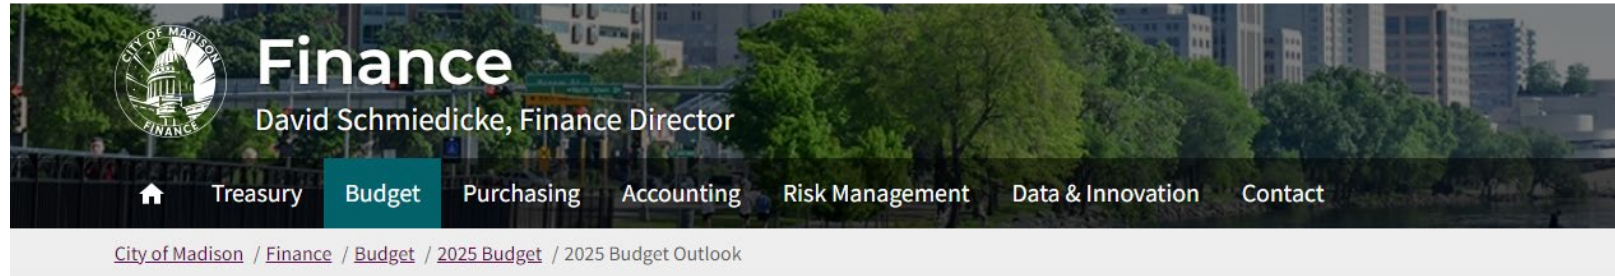 CITY OF MADISON
FINANCE
Finance
David Schmiedicke, Finance Director
Treasury Budget Purchasing Accounting Risk Management Data & Innovation Contact
City of Madison / Finance / Budget / 2025 Budget / 2025 Budget Outlook